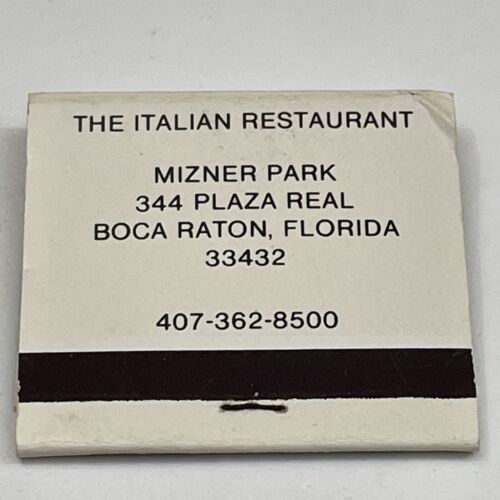 THE ITALIAN RESTAURANT
MIZNER PARK
344 PLAZA REAL
BOCA RATON, FLORIDA
33432
407-362-8500